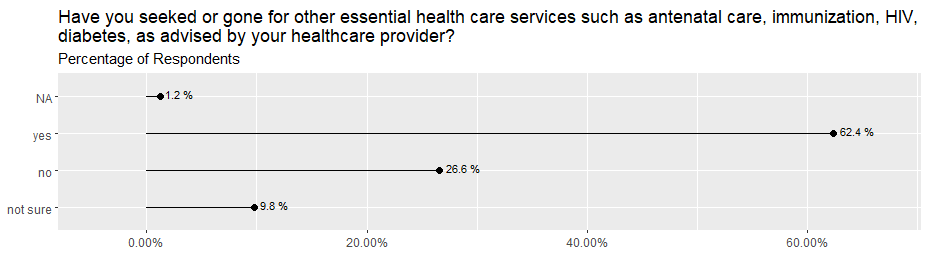 Have you seeked or gone for other essential health care services such as antenatal care, immunization, HIV,
diabetes, as advised by your healthcare provider?
Percentage of Respondents
NA 1.2 %
yes 62.4 %
no 26.6 %
not sure 9.8 %
0.00% 20.00% 40.00% 60.00%